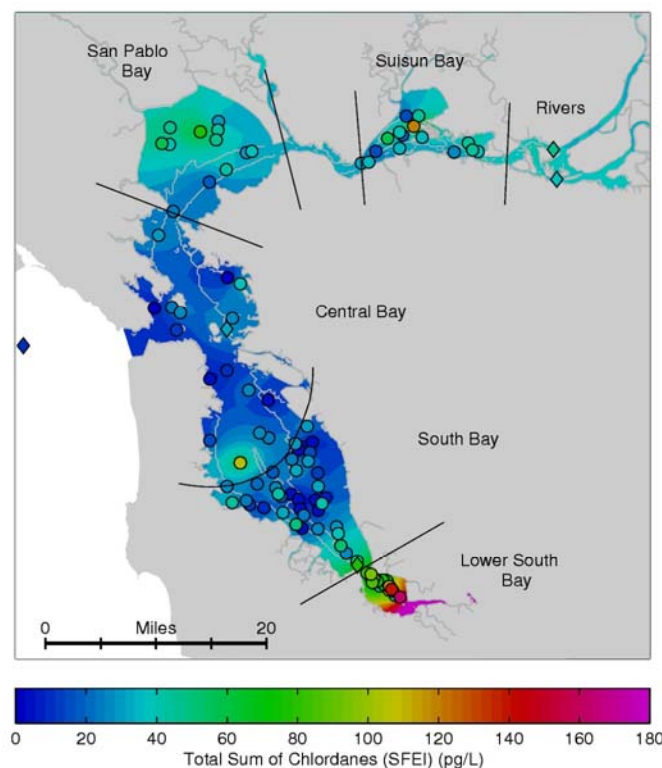 San Pablo
Bay
Suisun Bay
Rivers
Central Bay
South Bay
Lower South
Bay
0 Miles 20
0 20 40 60 80 100 120 140 160 180
Total Sum of Chlordanes (SFEI) (pg/L)